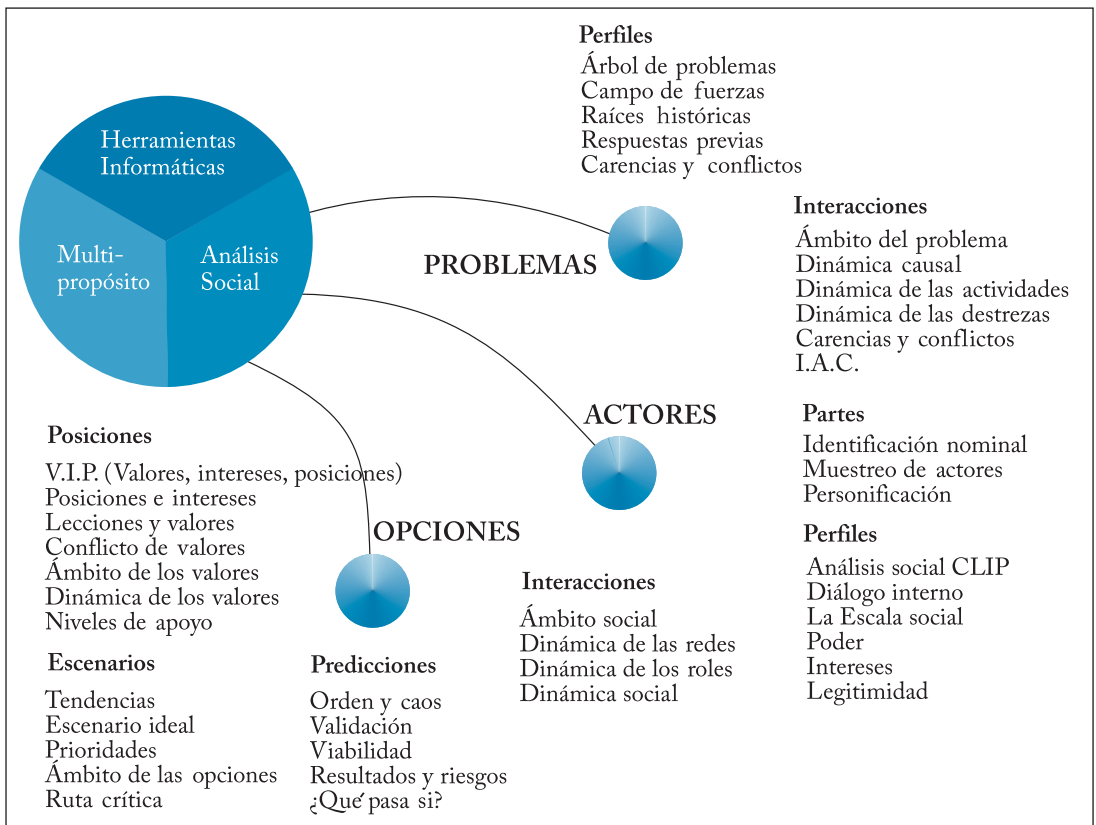 Herramientas
Informáticas
Multi-
propósito
Análisis
Social
PROBLEMAS
Perfiles
Árbol de problemas
Campo de fuerzas
Raíces históricas
Respuestas previas
Carencias y conflictos
Interacciones
Ámbito del problema
Dinámica causal
Dinámica de las actividades
Dinámica de las destrezas
Carencias y conflictos
I.A.C.
ACTORES
Partes
Identificación nominal
Muestreo de actores
Personificación
Perfiles
Análisis social CLIP
Diálogo interno
La Escala social
Poder
Intereses
Legitimidad
Interacciones
Ámbito social
Dinámica de las redes
Dinámica de los roles
Dinámica social
OPCIONES
Posiciones
V.I.P. (Valores, intereses, posiciones)
Posiciones e intereses
Lecciones y valores
Conflicto de valores
Ámbito de los valores
Dinámica de los valores
Niveles de apoyo
Escenarios
Tendencias
Escenario ideal
Prioridades
Ámbito de las opciones
Ruta crítica
Predicciones
Orden y caos
Validación
Viabilidad
Resultados y riesgos
¿Qué pasa si?